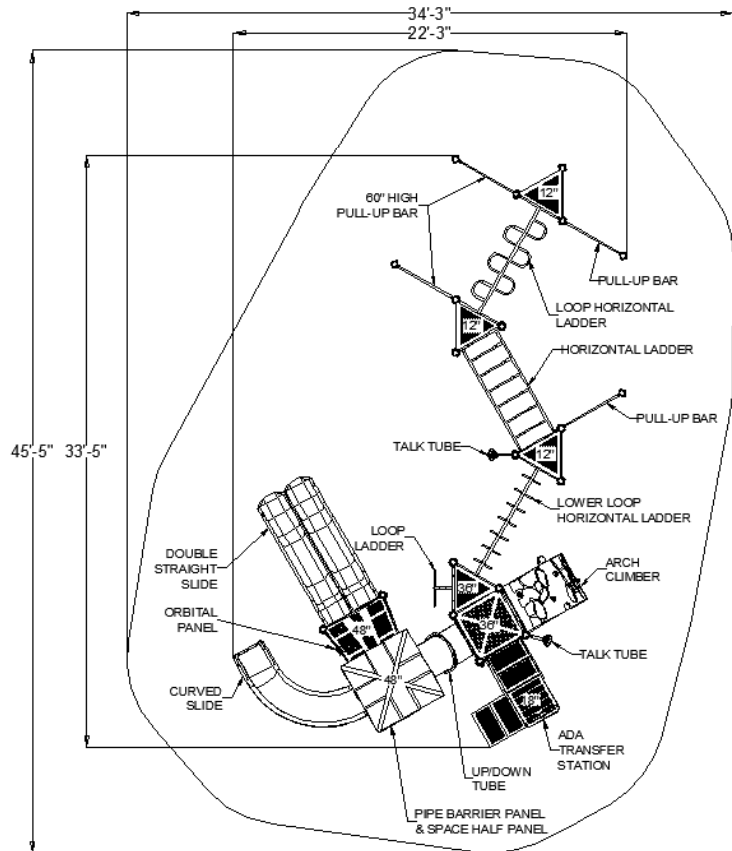 34'-3"
22'-3"
12"
60" HIGH
PULL-UP BAR
PULL-UP BAR
LOOP HORIZONTAL
LADDER
12"
HORIZONTAL LADDER
PULL-UP BAR
45'-5"
33'-5"
TALK TUBE
12"
LOWER LOOP
HORIZONTAL LADDER
LOOP
LADDER
DOUBLE
STRAIGHT
SLIDE
ARCH
CLIMBER
36"
ORBITAL
PANEL
36"
48"
TALK TUBE
48"
CURVED
SLIDE
18"
ADA
TRANSFER
STATION
UP/DOWN
TUBE
PIPE BARRIER PANEL
& SPACE HALF PANEL